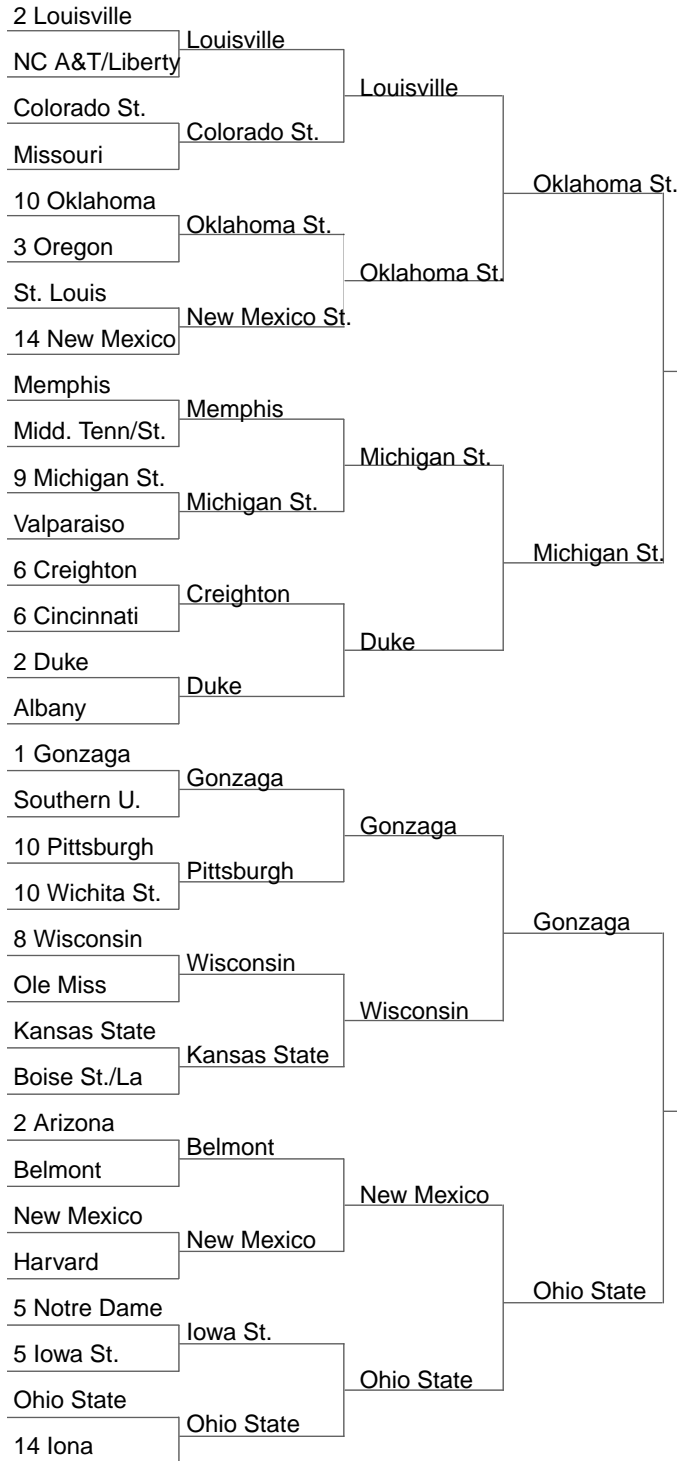 2 Louisville
NC A&T/Liberty
Colorado St.
Missouri
10 Oklahoma
3 Oregon
St. Louis
14 New Mexico
Memphis
Midd. Tenn/St.
9 Michigan St.
Valparaiso
6 Creighton
6 Cincinnati
2 Duke
Albany
1 Gonzaga
Southern U.
10 Pittsburgh
10 Wichita St.
8 Wisconsin
Ole Miss
Kansas State
Boise St./La
2 Arizona
Belmont
New Mexico
Harvard
5 Notre Dame
5 Iowa St.
Ohio State
14 Iona
Louisville
Colorado St.
Oklahoma St.
New Mexico St.
Memphis
Michigan St.
Creighton
Duke
Gonzaga
Pittsburgh
Wisconsin
Kansas State
Belmont
New Mexico
Iowa St.
Ohio State
Louisville
Oklahoma St.
Michigan St.
Duke
Gonzaga
Wisconsin
New Mexico
Ohio State
Oklahoma St.
Michigan St.
Gonzaga
Ohio State